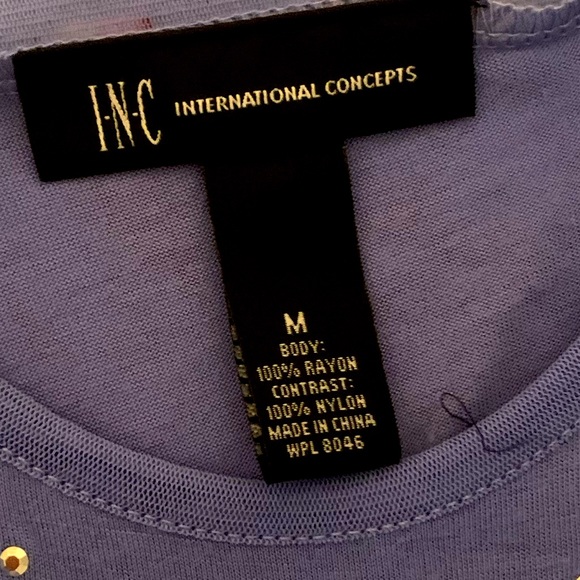 I·N·C INTERNATIONAL CONCEPTS
M
BODY:
100% RAYON
CONTRAST:
100% NYLON
MADE IN CHINA
WPL 8046